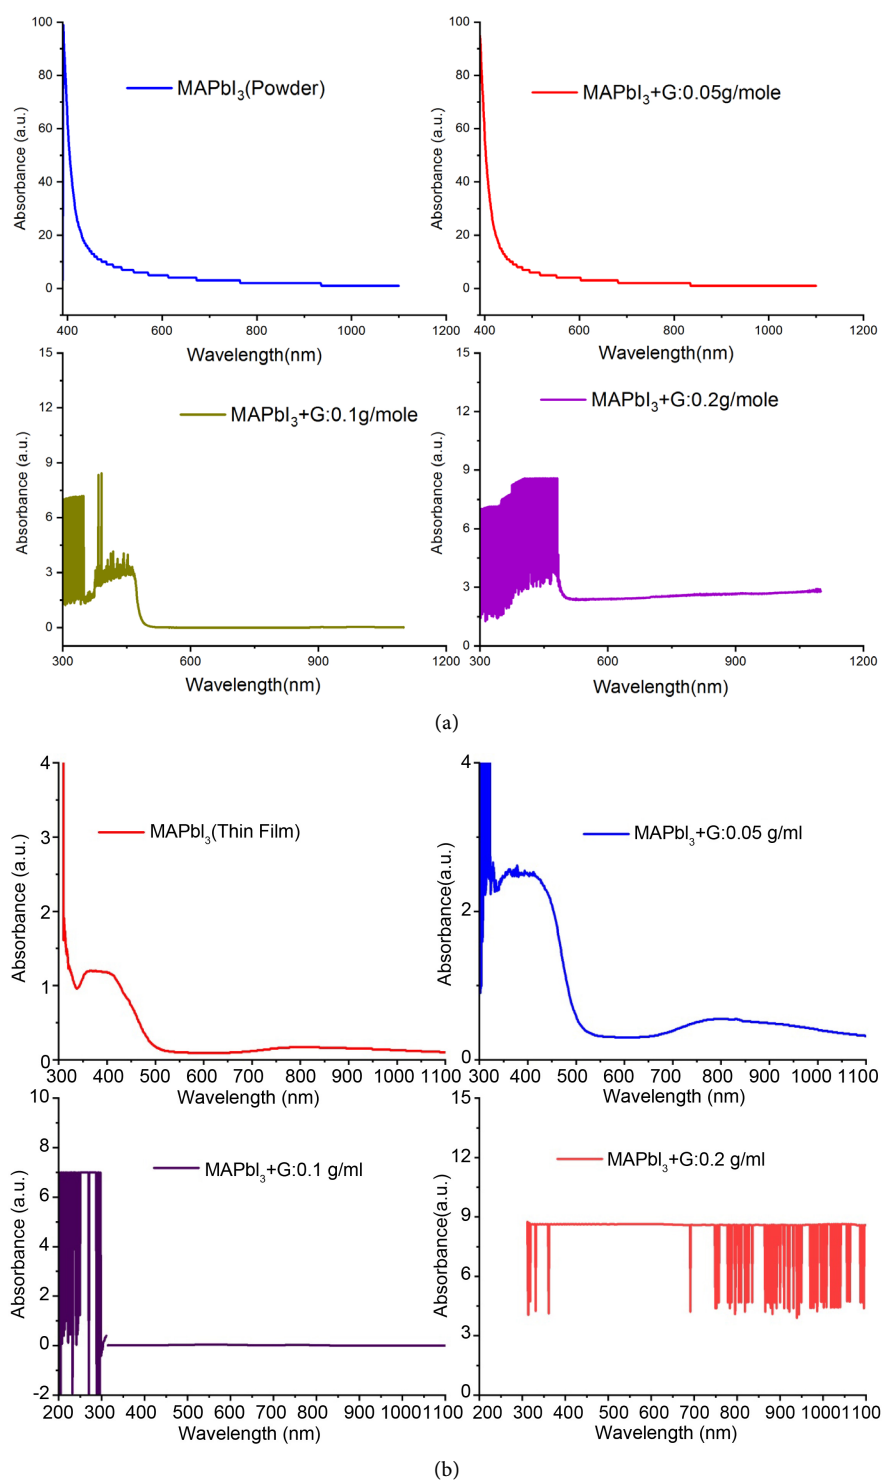 100
80
60
40
20
0
Absorbance (a.u.)
MAPbI3(Powder)
400 600 800 1000 1200
Wavelength(nm)
100
80
60
40
20
0
Absorbance (a.u.)
MAPbI3+G:0.05g/mole
400 600 800 1000 1200
Wavelength(nm)
15
12
9
6
3
0
Absorbance (a.u.)
MAPbI3+G:0.1g/mole
300 600 900 1200
Wavelength(nm)
15
12
9
6
3
0
Absorbance (a.u.)
MAPbI3+G:0.2g/mole
300 600 900 1200
Wavelength(nm)
(a)
4
3
2
1
0
Absorbance (a.u.)
MAPbI3(Thin Film)
300 400 500 600 700 800 900 1000 1100
Wavelength (nm)
4
2
0
Absorbance(a.u.)
MAPbI3+G:0.05 g/ml
300 400 500 600 700 800 900 1000 1100
Wavelength (nm)
10
8
6
4
2
0
-2
Absorbance (a.u.)
MAPbI3+G:0.1 g/ml
200 300 400 500 600 700 800 900 1000 1100
Wavelength (nm)
15
12
9
6
3
0
Absorbance(a.u.)
MAPbI3+G:0.2 g/ml
200 300 400 500 600 700 800 900 1000 1100
Wavelength (nm)
(b)